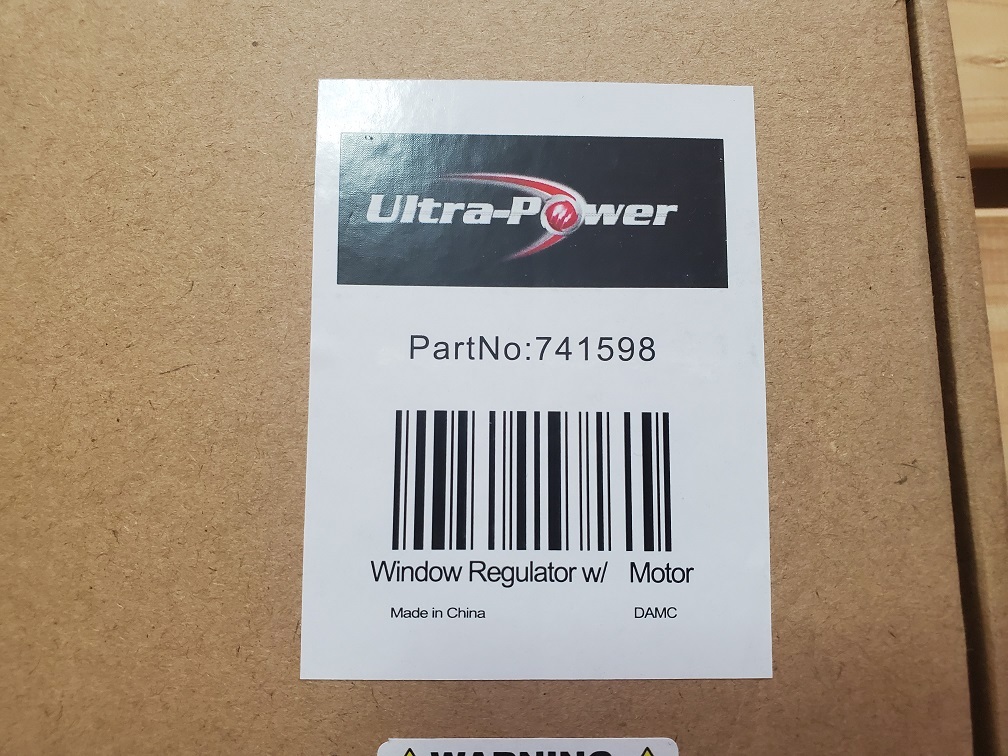 Ultra-Power
PartNo:741598
Window Regulator w/ Motor
Made in China DAMC
WARNING